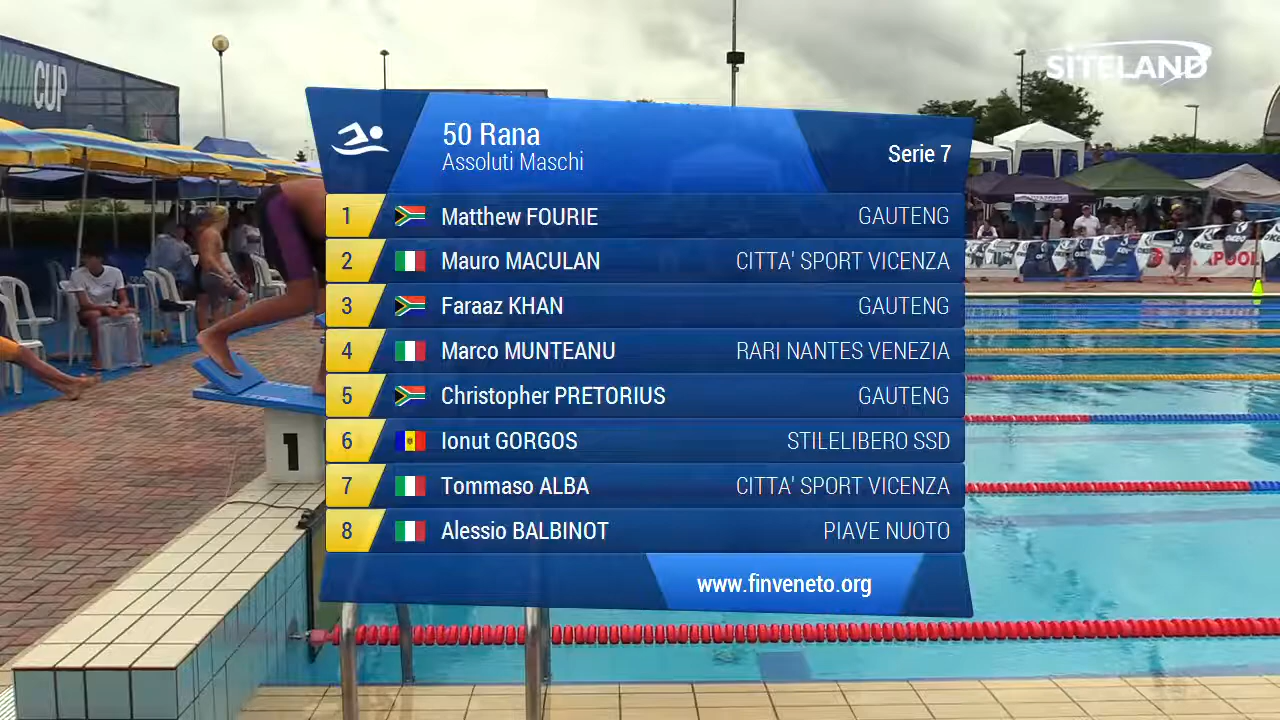 WIMCUP
SiTELAND
50 Rana
Assoluti Maschi
Serie 7
1 Matthew FOURIE GAUTENG
2 Mauro MACULAN CITTA' SPORT VICENZA
3 Faraaz KHAN GAUTENG
4 Marco MUNTEANU RARI NANTES VENEZIA
5 Christopher PRETORIUS GAUTENG
6 Ionut GORGOS STILELIBERO SSD
7 Tommaso ALBA CITTA' SPORT VICENZA
8 Alessio BALBINOT PIAVE NUOTO
www.finveneto.org
1